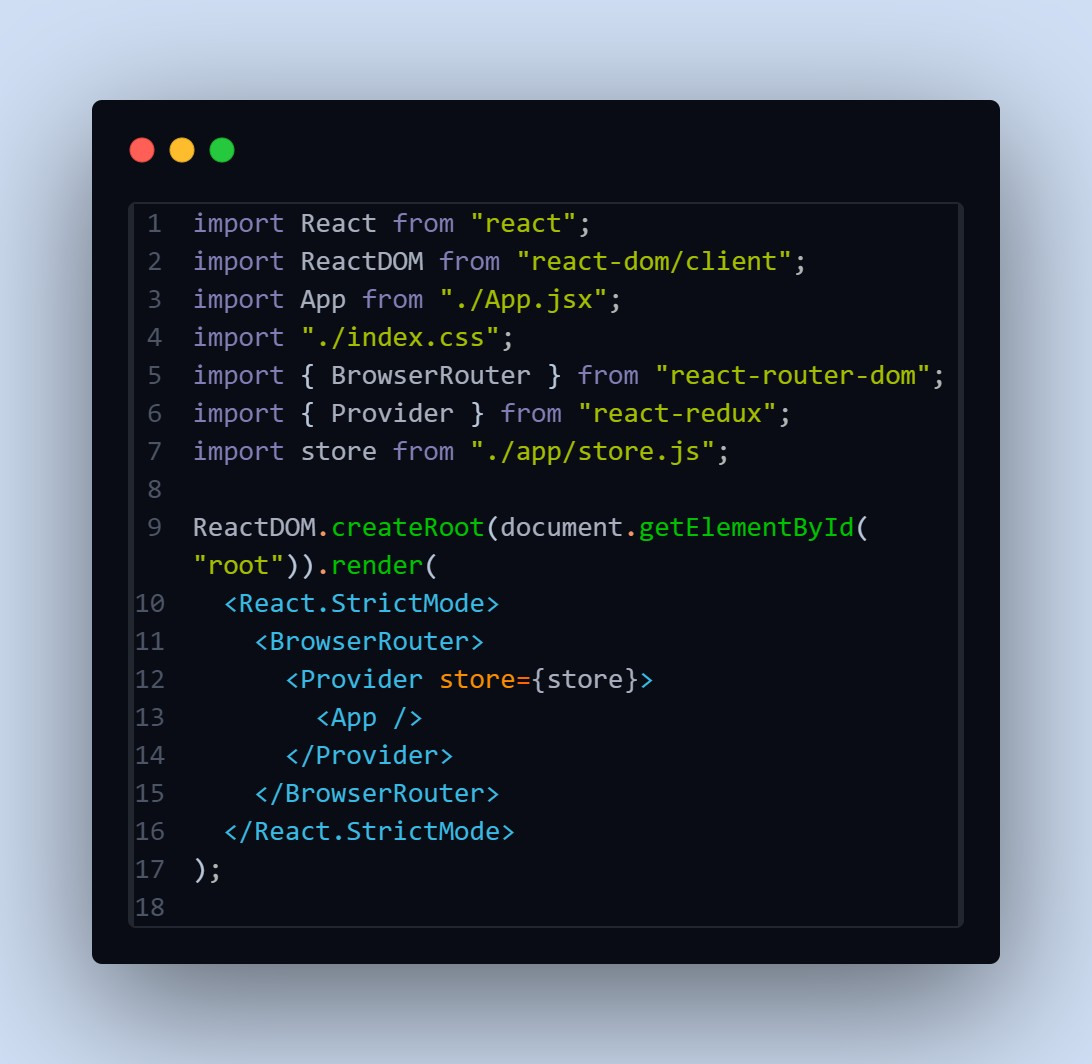 1 import React from "react";
2 import ReactDOM from "react-dom/client";
3 import App from "./App.jsx";
4 import "./index.css";
5 import { BrowserRouter } from "react-router-dom";
6 import { Provider } from "react-redux";
7 import store from "./app/store.js";
8
9 ReactDOM.createRoot(document.getElementById(
"root")).render(
10   <React.StrictMode>
11     <BrowserRouter>
12       <Provider store={store}>
13         <App />
14       </Provider>
15     </BrowserRouter>
16   </React.StrictMode>
17 );
18